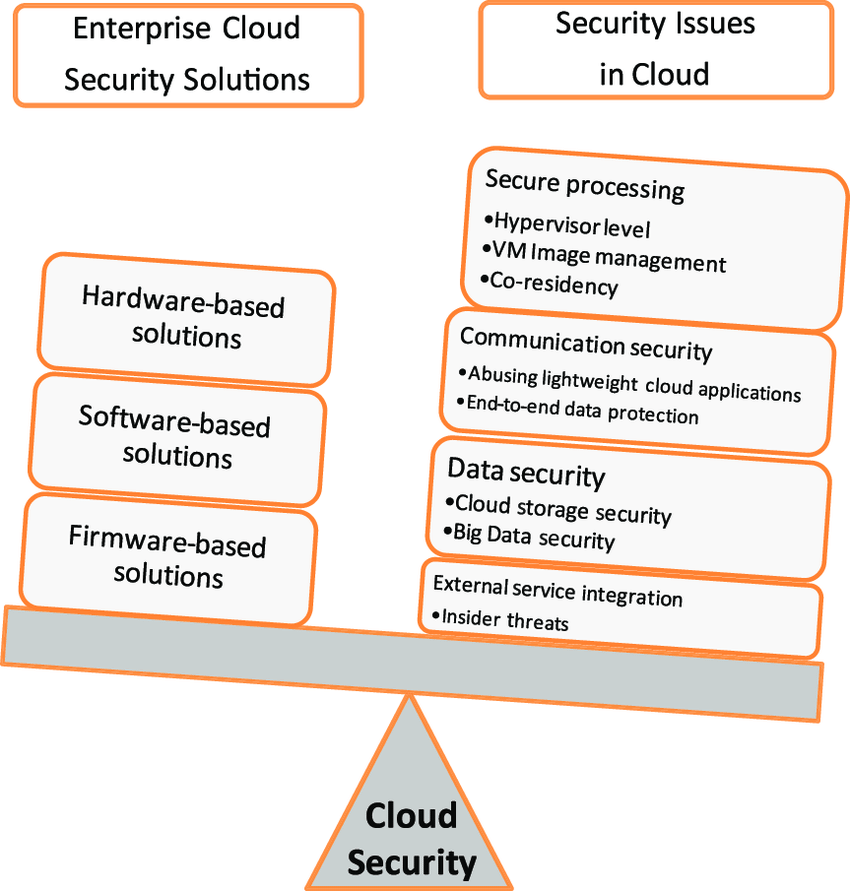 Enterprise Cloud
Security Solutions
Security Issues
in Cloud
Hardware-based
solutions
Software-based
solutions
Firmware-based
solutions
Secure processing
•Hypervisor level
•VM Image management
•Co-residency
Communication security
•Abusing lightweight cloud applications
•End-to-end data protection
Data security
•Cloud storage security
•Big Data security
External service integration
•Insider threats
Cloud
Security